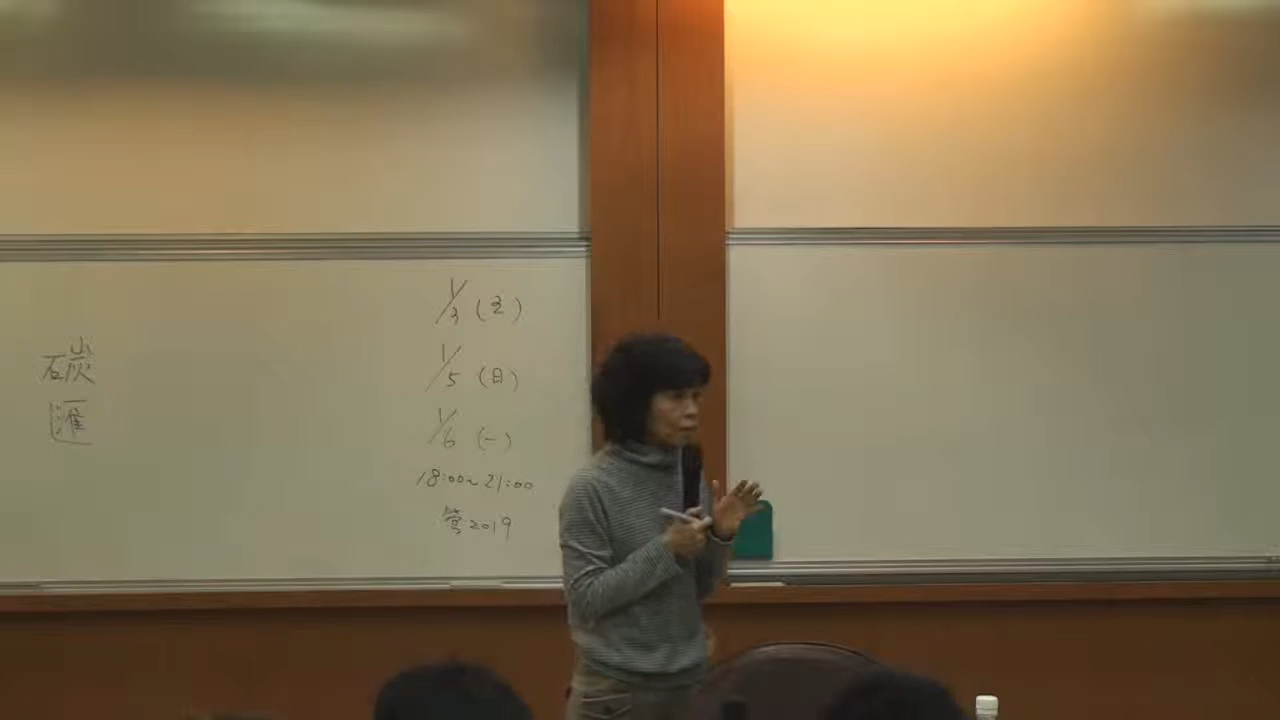 碳
匯
1/3 (五)
1/5 (日)
1/6 (一)
18:00~21:00
管2019